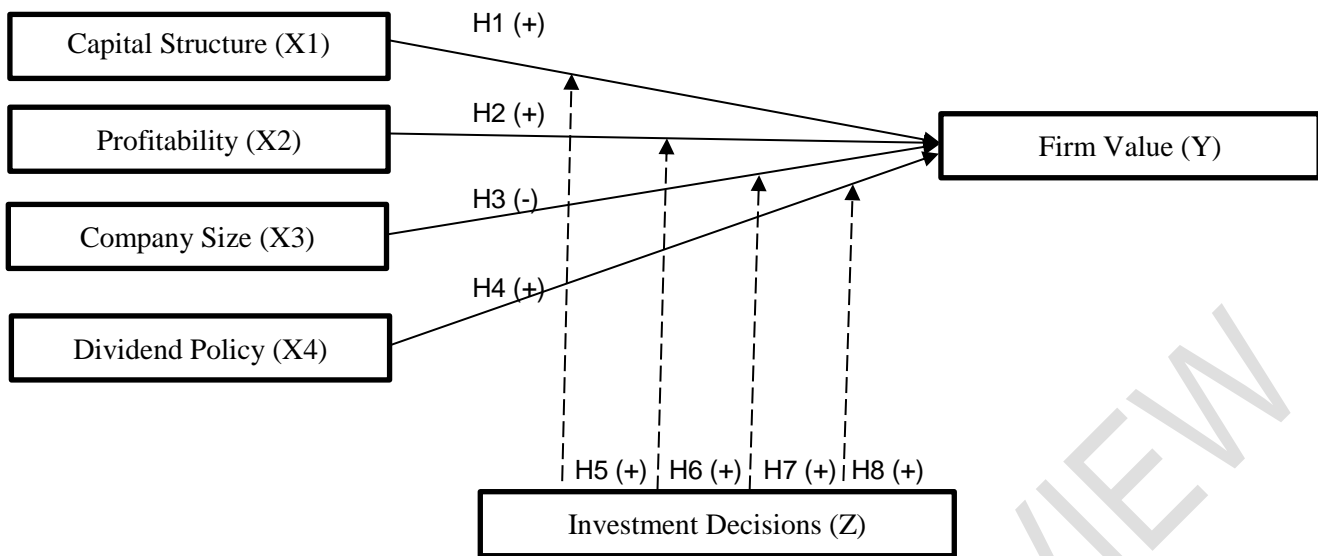 H1 (+)
Capital Structure (X1)
H2 (+)
Profitability (X2)
Firm Value (Y)
H3 (-)
Company Size (X3)
H4 (+)
Dividend Policy (X4)
H5 (+) H6 (+) H7 (+) H8 (+)
Investment Decisions (Z)